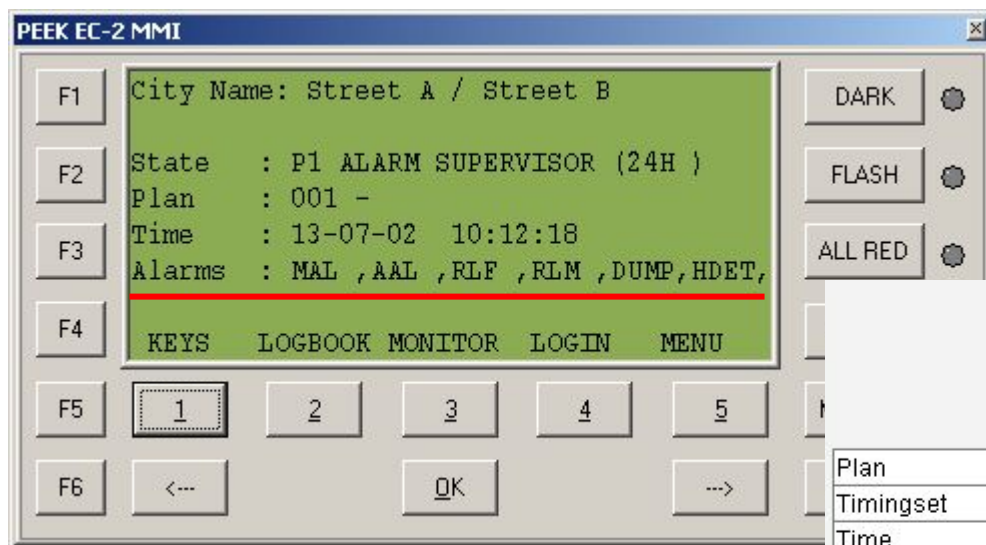 PEEK EC-2 MMI
F1
City Name: Street A / Street B
DARK
F2
State : P1 ALARM SUPERVISOR (24H )
FLASH
Plan : 001 -
F3
Time : 13-07-02 10:12:18
ALL RED
Alarms : MAL ,AAL ,RLF ,RLM ,DUMP,HDET,
F4
KEYS LOGBOOK MONITOR LOGIN MENU
F5
1 2 3 4 5
F6
<--- OK --->
Plan
Timingset
Time